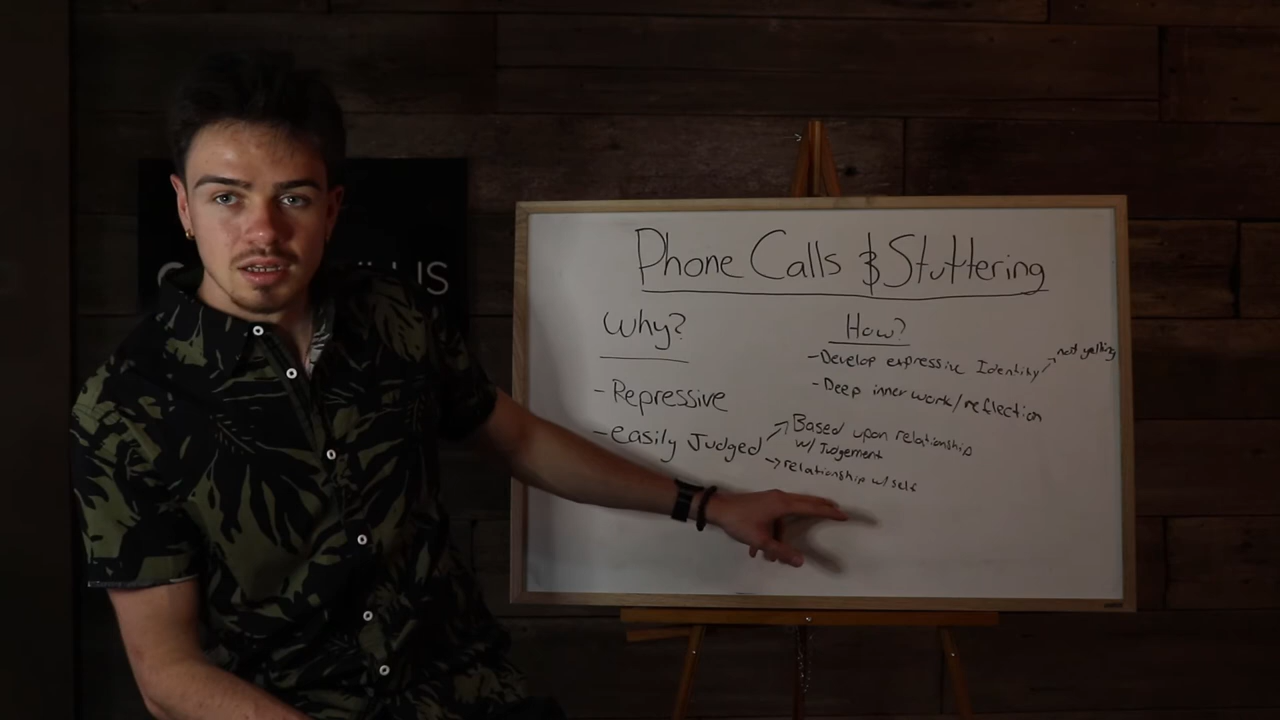 Phone Calls & Stuttering
Why?
- Repressive
- easily Judged
→ Based upon relationship
w/ Judgement
→ relationship w/ self
How?
- Develop expressive Identity → not yelling
- Deep inner work/reflection